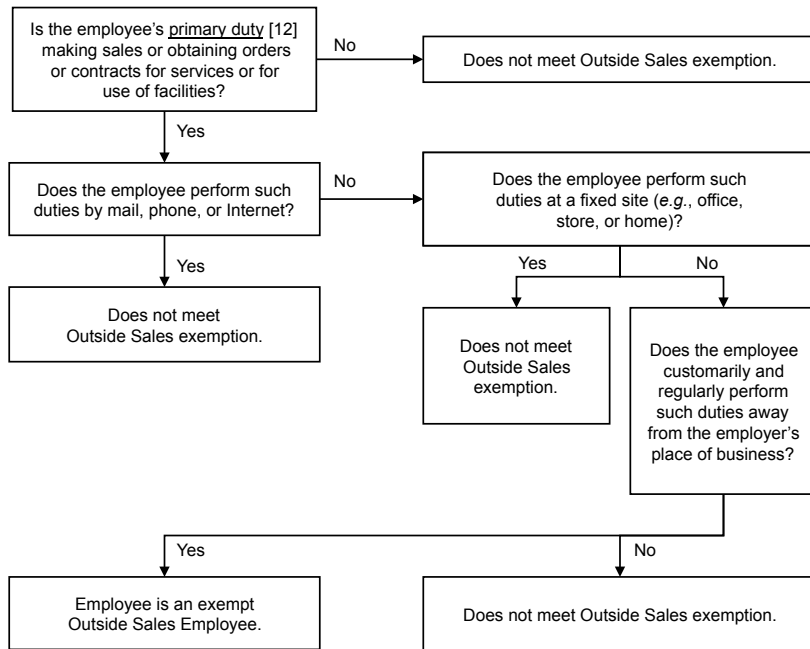 Is the employee's primary duty [12]
making sales or obtaining orders
or contracts for services or for
use of facilities?
No
Does not meet Outside Sales exemption.
Yes
Does the employee perform such
duties by mail, phone, or Internet?
No
Does the employee perform such
duties at a fixed site (e.g., office,
store, or home)?
Yes
Does not meet
Outside Sales exemption.
Yes
No
Does not meet
Outside Sales
exemption.
Does the employee
customarily and
regularly perform
such duties away
from the employer's
place of business?
Yes
No
Employee is an exempt
Outside Sales Employee.
Does not meet Outside Sales exemption.